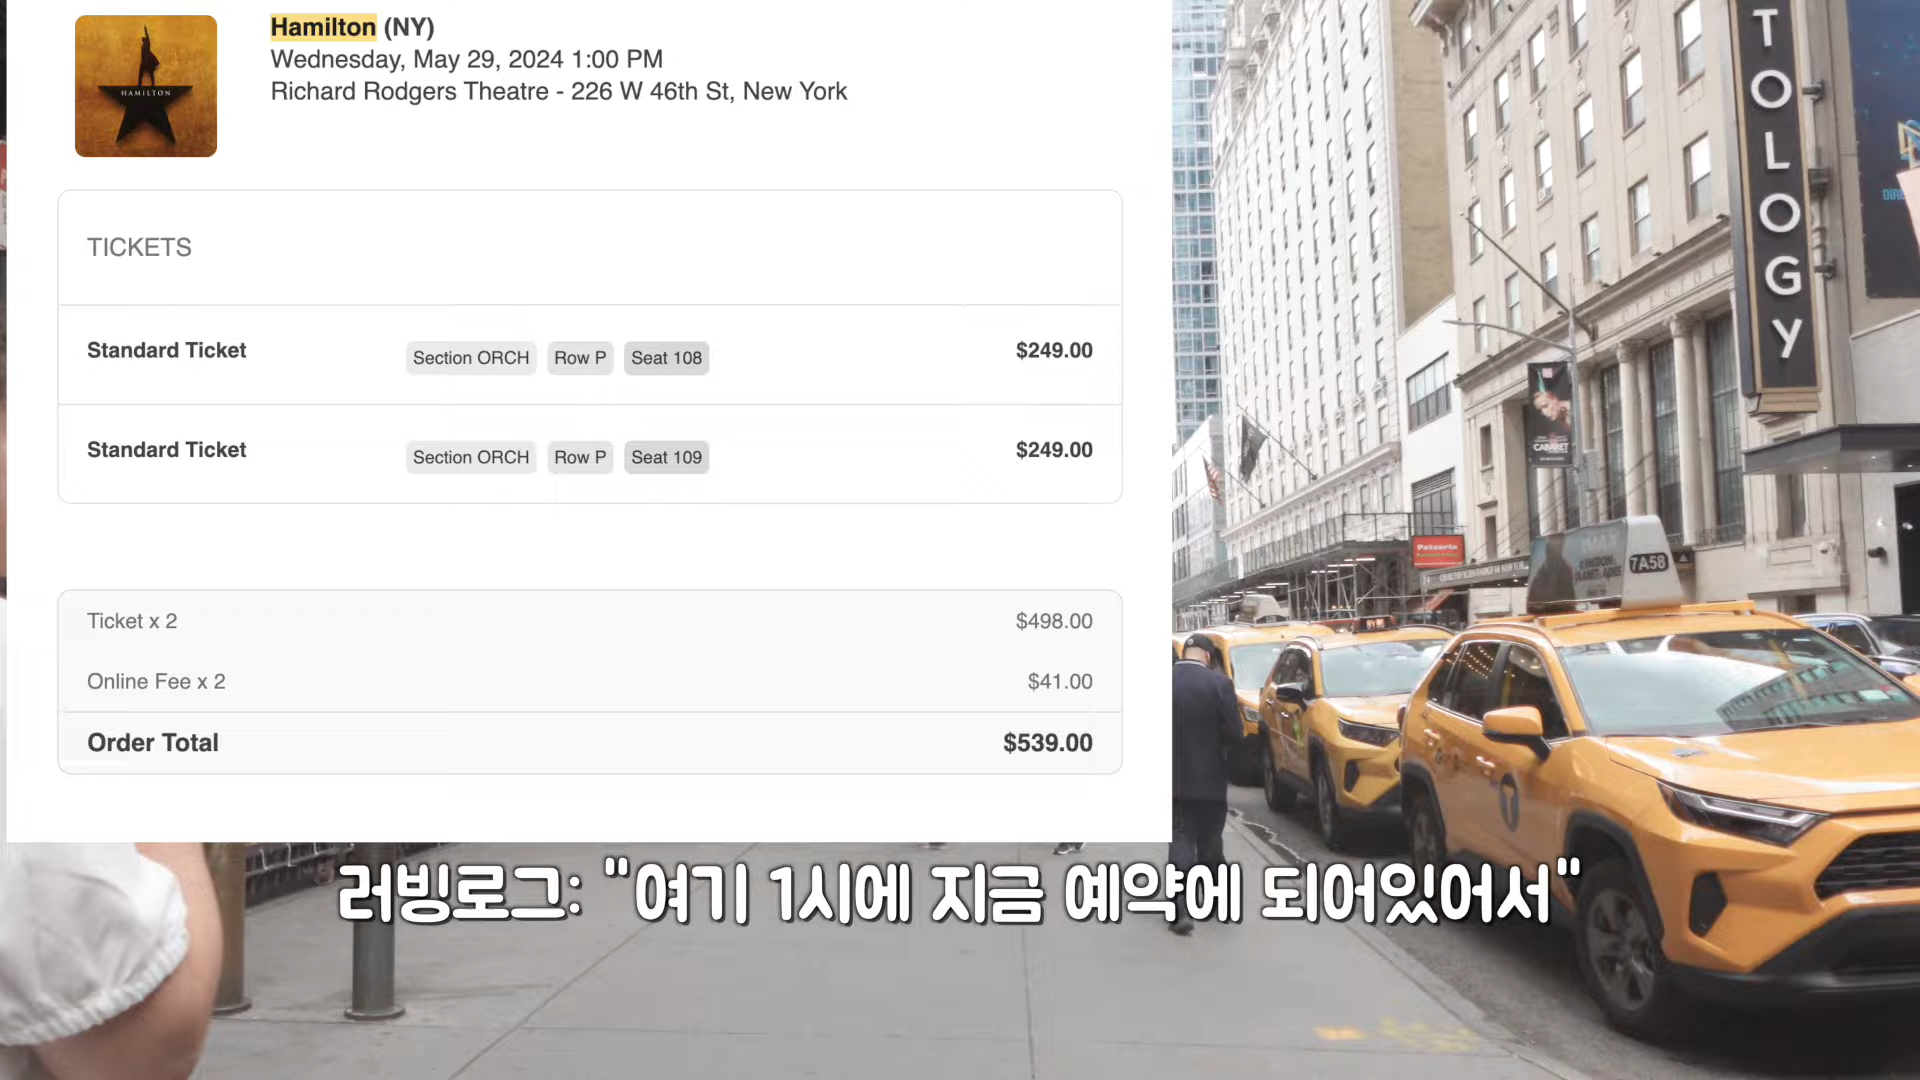 Hamilton (NY)
Wednesday, May 29, 2024 1:00 PM
Richard Rodgers Theatre - 226 W 46th St, New York
HAMILTON
TICKETS
Standard Ticket Section ORCH Row P Seat 108 $249.00
Standard Ticket Section ORCH Row P Seat 109 $249.00
Ticket x 2 $498.00
Online Fee x 2 $41.00
Order Total $539.00
TOLOGY
CABARET
7A58
T
러빙로그: "여기 1시에 지금 예약에 되어있어서"